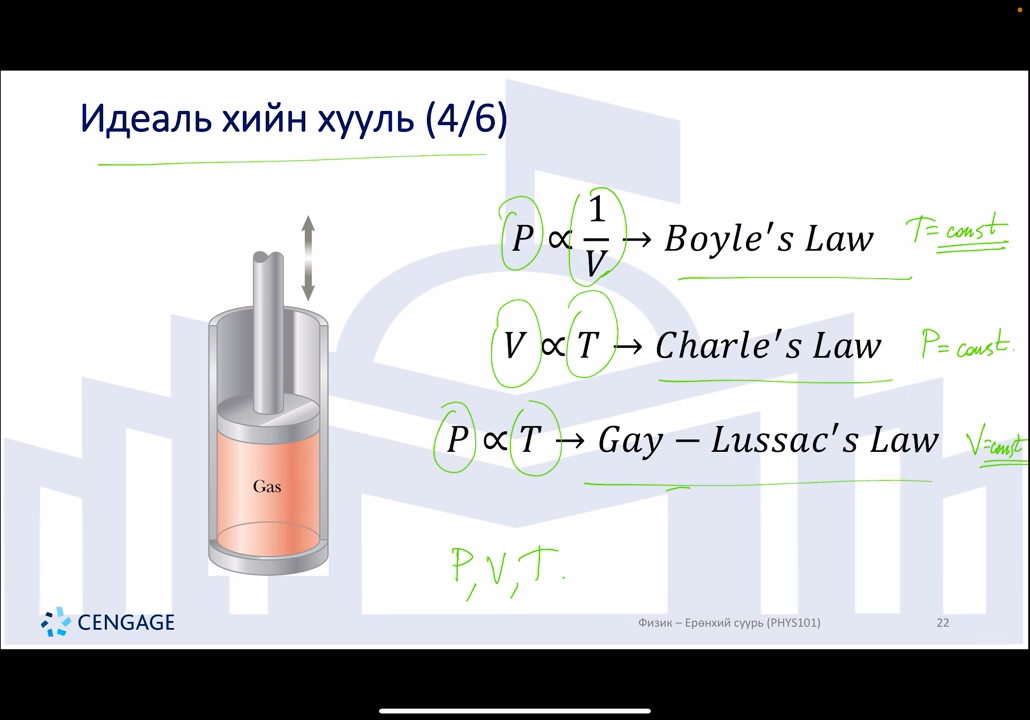 Идеаль хийн хууль (4/6)
P ∝ 1/V → Boyle's Law T = const
V ∝ T → Charle's Law P = const.
P ∝ T → Gay − Lussac's Law V = const
Gas
P, V, T.
CENGAGE
Физик – Ерөнхий суурь (PHYS101)
22